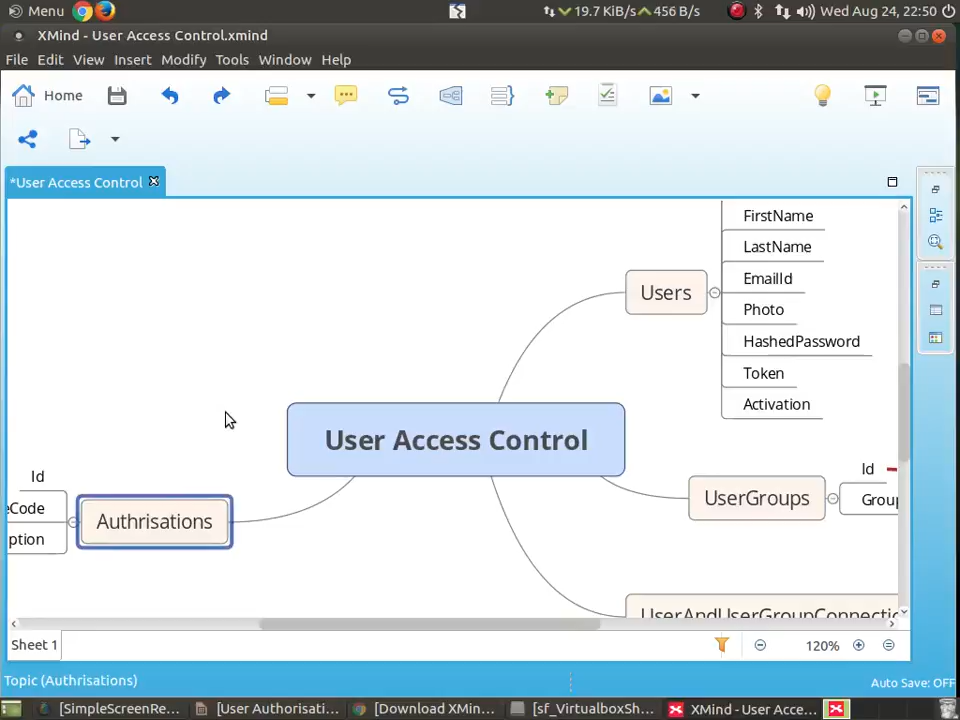 Menu
19.7 KiB/s 456 B/s
Wed Aug 24, 22:50
XMind - User Access Control.xmind
File Edit View Insert Modify Tools Window Help
Home
*User Access Control
FirstName
LastName
EmailId
Photo
HashedPassword
Token
Activation
Users
User Access Control
Id
eCode
ption
Authrisations
UserGroups
Id
Group
UserAndUserGroupConnectio
Sheet 1
120%
Topic (Authrisations)
Auto Save: OFF
[SimpleScreenRe...
[User Authorisati...
[Download XMin...
[sf_VirtualboxSh...
XMind - User Acce...